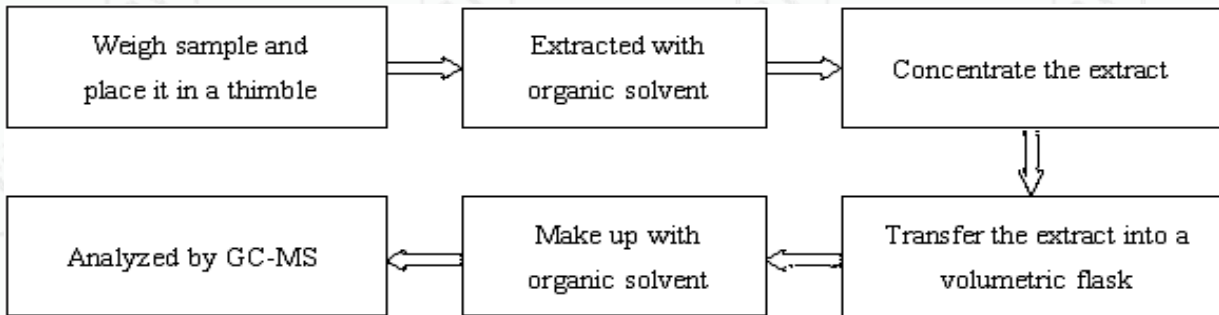 Weigh sample and
place it in a thimble
Extracted with
organic solvent
Concentrate the extract
Transfer the extract into a
volumetric flask
Make up with
organic solvent
Analyzed by GC-MS